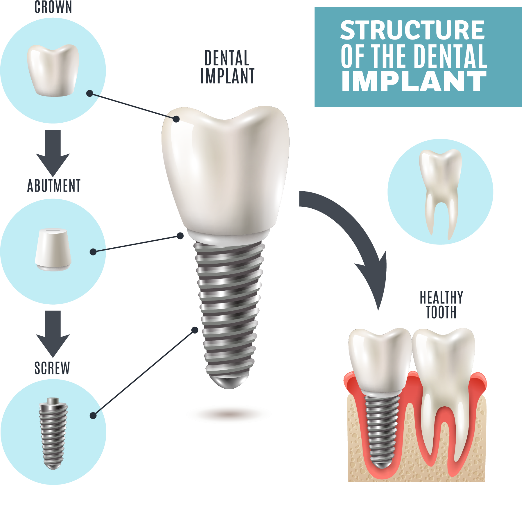 CROWN
ABUTMENT
SCREW
DENTAL
IMPLANT
STRUCTURE
OF THE DENTAL
IMPLANT
HEALTHY
TOOTH